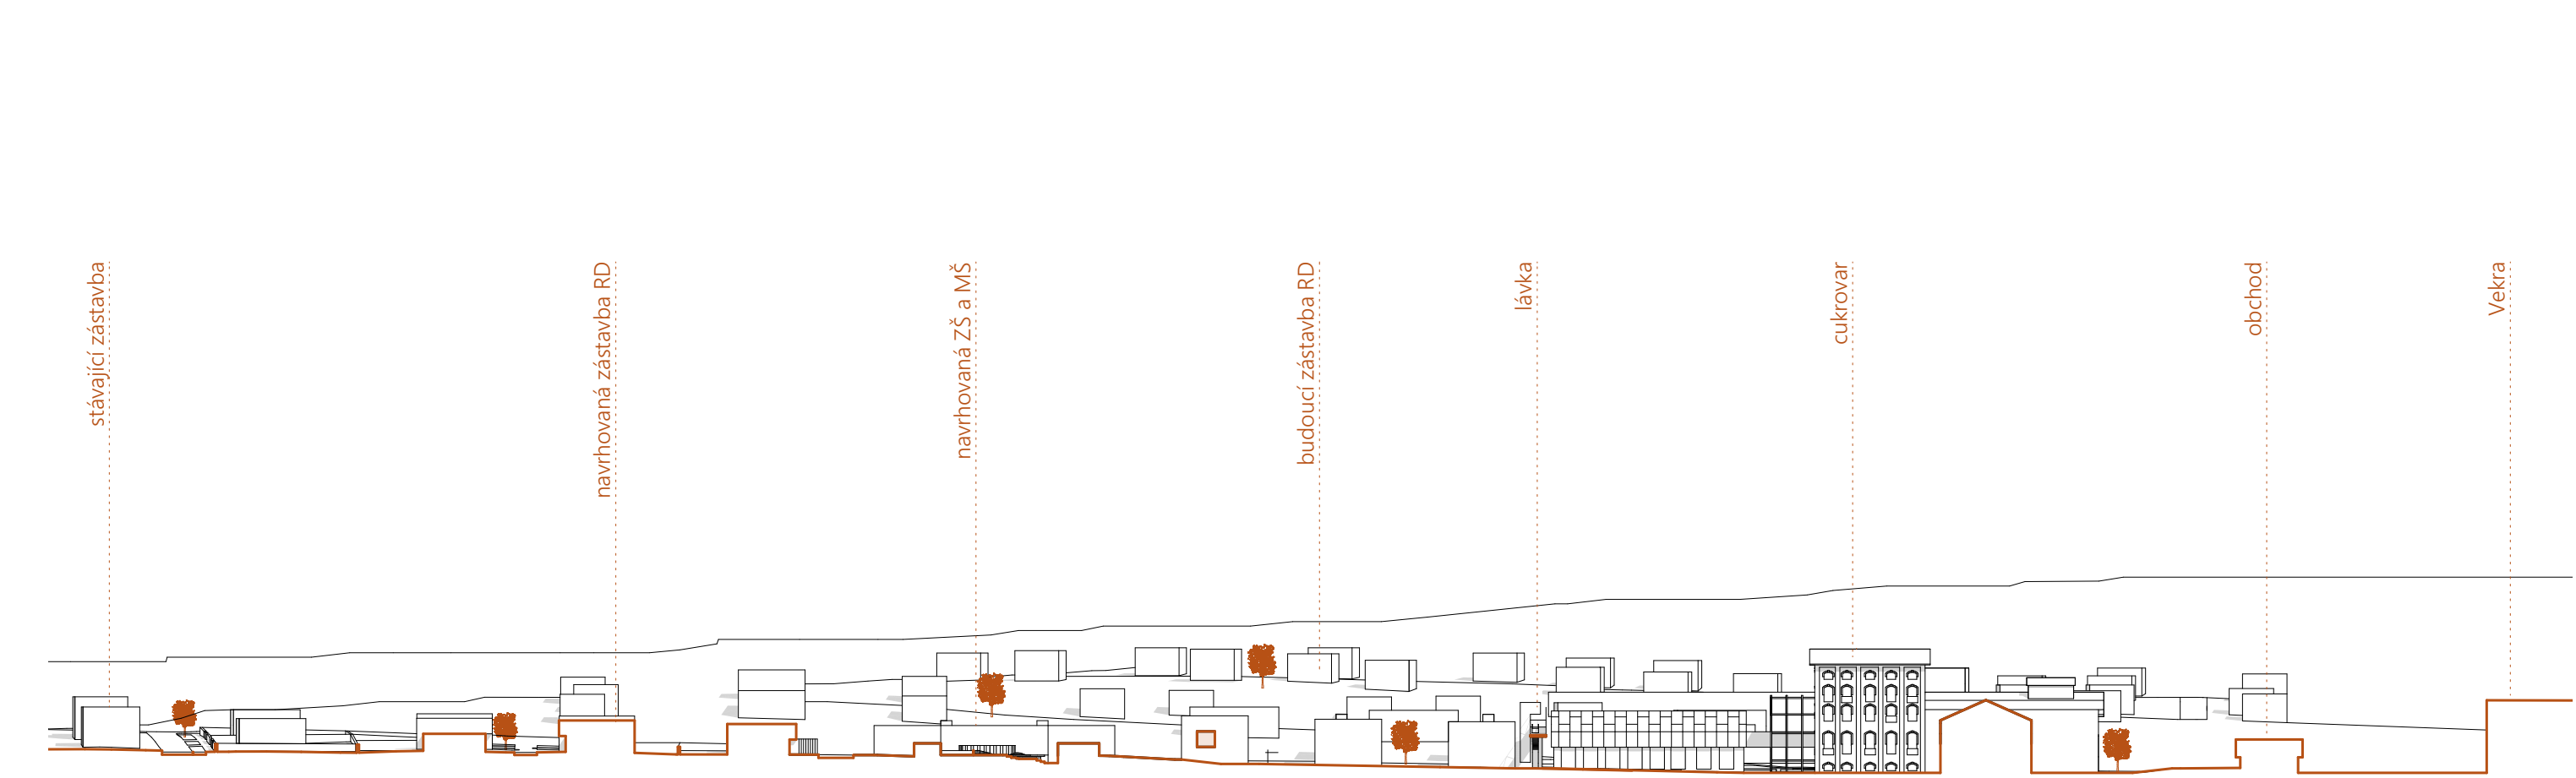 stávající zástavba
navrhovaná zástavba RD
navrhovaná ZŠ a MŠ
budoucí zástavba RD
lávka
cukrovar
obchod
Vekra